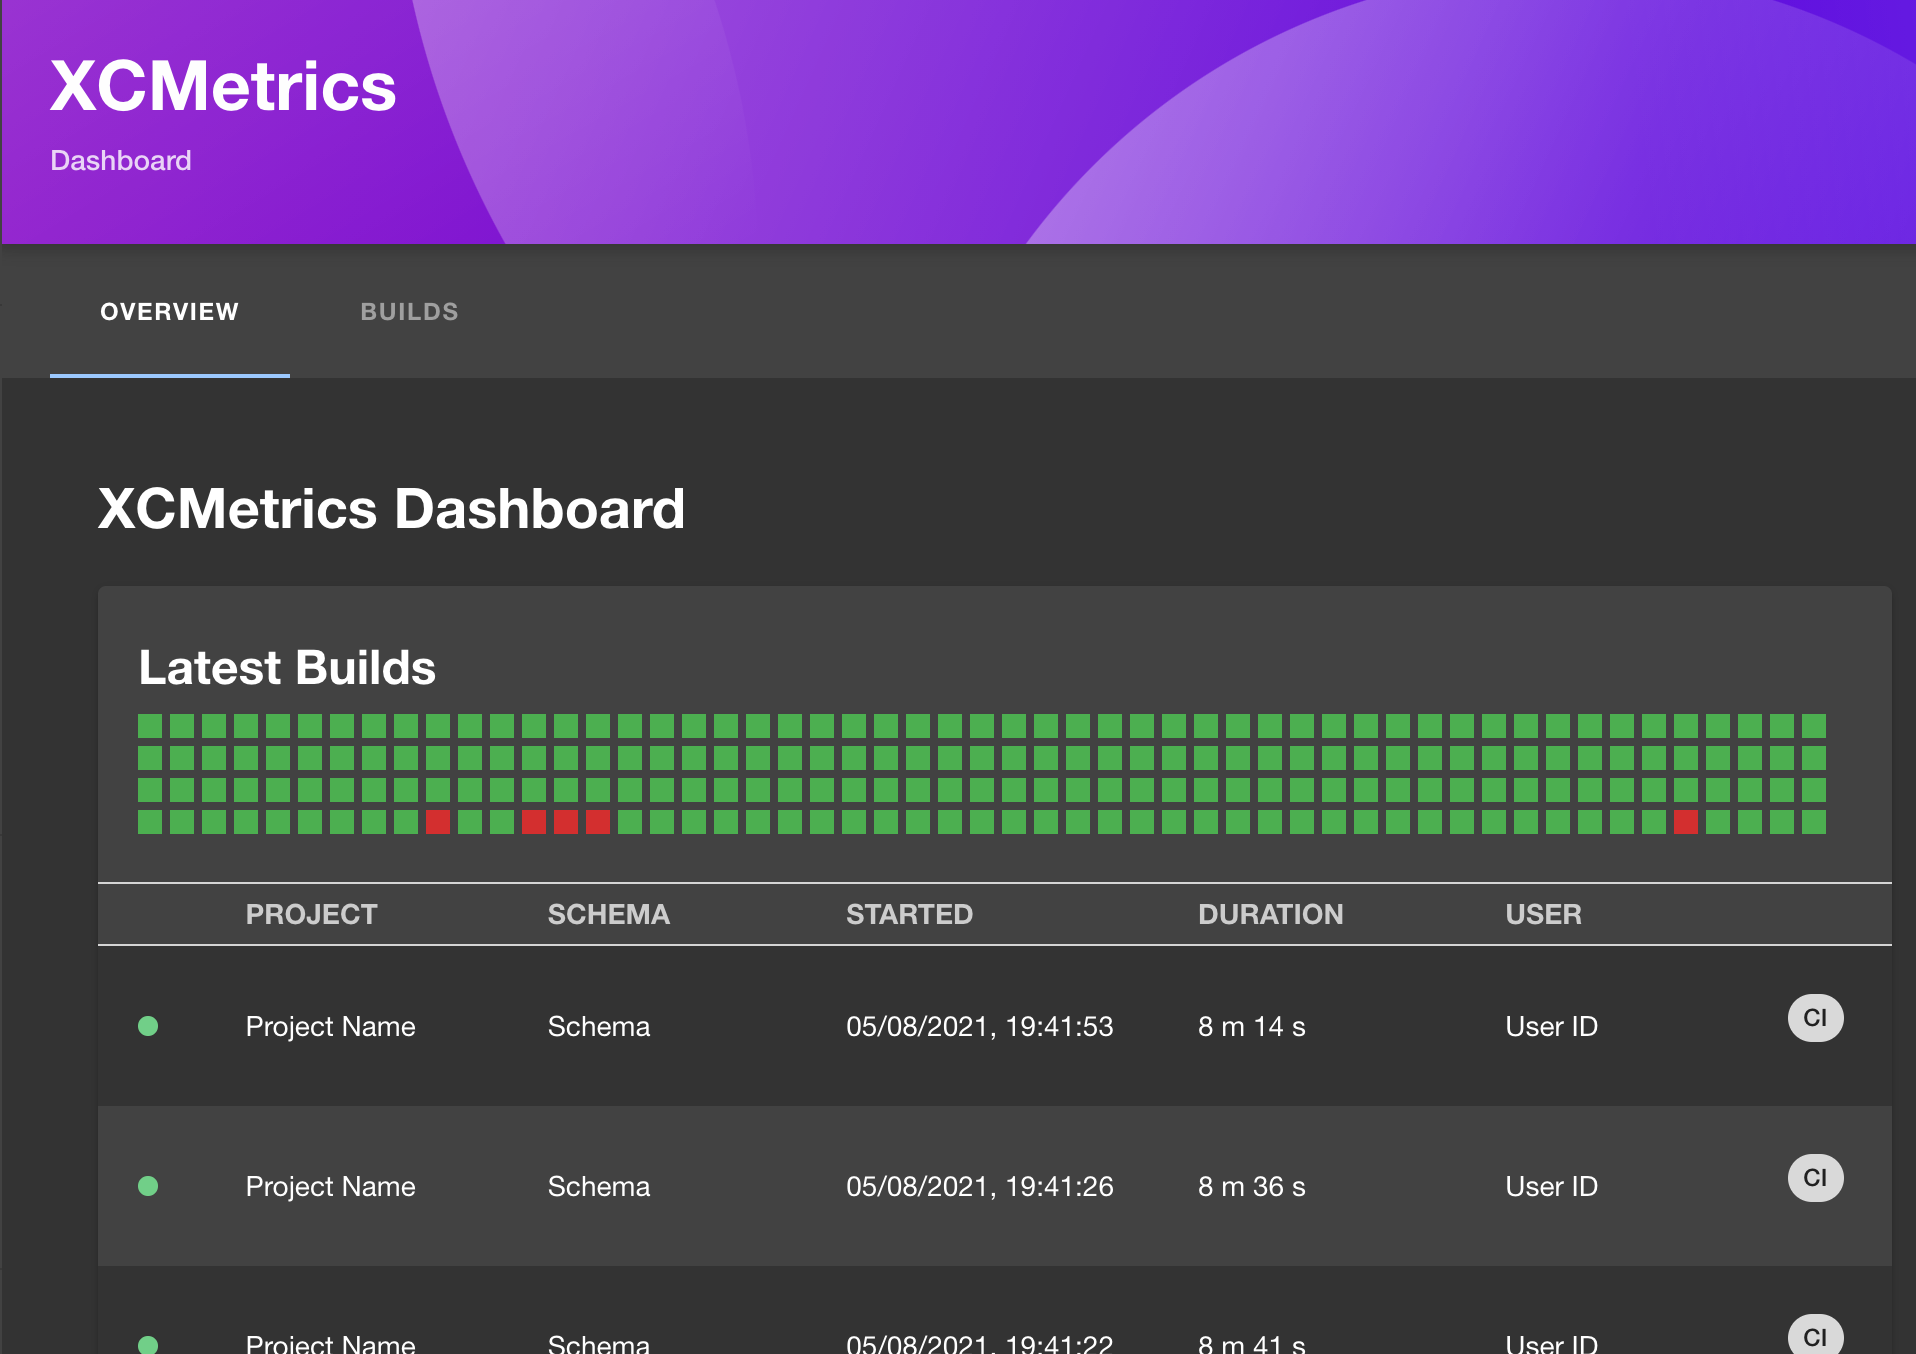 XCMetrics
Dashboard
OVERVIEW BUILDS
XCMetrics Dashboard
Latest Builds
PROJECT SCHEMA STARTED DURATION USER
Project Name Schema 05/08/2021, 19:41:53 8 m 14 s User ID CI
Project Name Schema 05/08/2021, 19:41:26 8 m 36 s User ID CI
Project Name Schema 05/08/2021, 19:41:22 8 m 41 s User ID CI